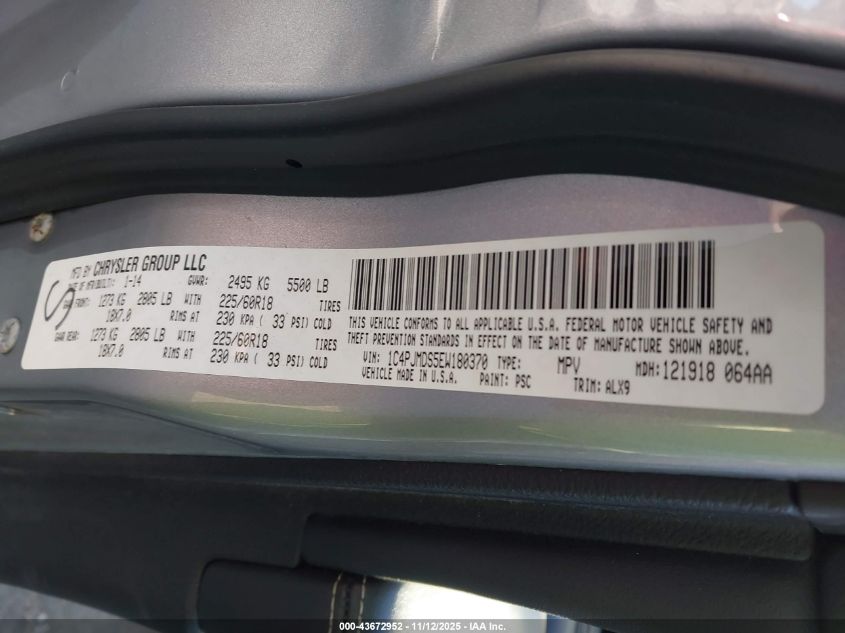 MFD BY CHRYSLER GROUP LLC
DATE OF MFR/BUILT: 1-14 GVWR: 2495 KG 5500 LB
GAWR FRONT: 1273 KG 2805 LB WITH 225/60R18 TIRES
18X7.0 RIMS AT 230 KPA ( 33 PSI) COLD
GAWR REAR: 1273 KG 2805 LB WITH 225/60R18 TIRES
18X7.0 RIMS AT 230 KPA ( 33 PSI) COLD
THIS VEHICLE CONFORMS TO ALL APPLICABLE U.S.A. FEDERAL MOTOR VEHICLE SAFETY AND
THEFT PREVENTION STANDARDS IN EFFECT ON THE DATE OF MANUFACTURE SHOWN ABOVE.
VIN: 1C4PJMDS5EW180370 TYPE: MPV MDH: 121918 064AA
VEHICLE MADE IN U.S.A. PAINT: PSC TRIM: ALX9
000-43672952 - 11/12/2025 - IAA Inc.